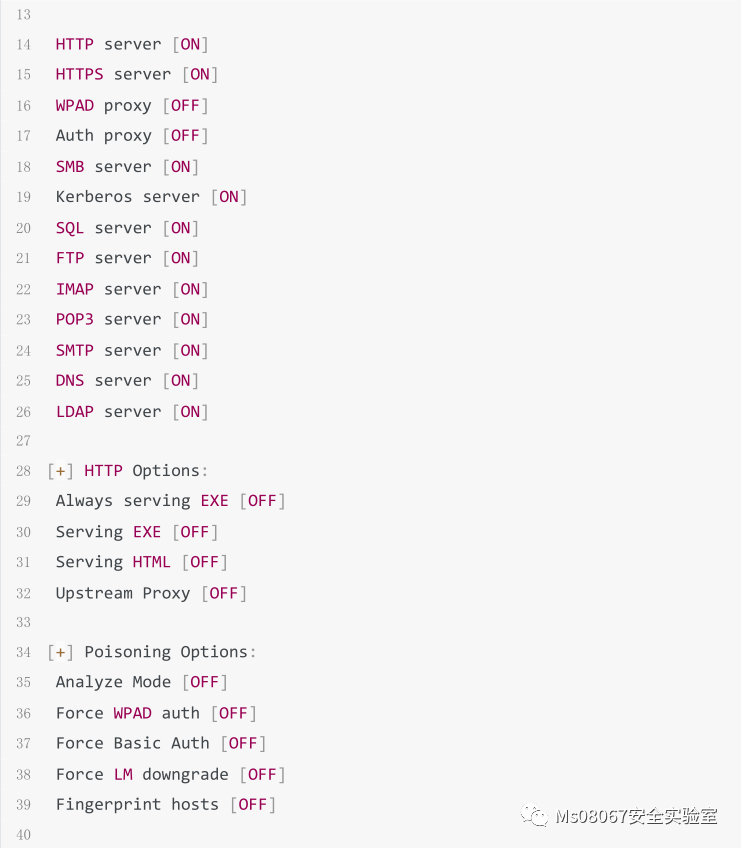 13
14 HTTP server [ON]
15 HTTPS server [ON]
16 WPAD proxy [OFF]
17 Auth proxy [OFF]
18 SMB server [ON]
19 Kerberos server [ON]
20 SQL server [ON]
21 FTP server [ON]
22 IMAP server [ON]
23 POP3 server [ON]
24 SMTP server [ON]
25 DNS server [ON]
26 LDAP server [ON]
27
28 [+] HTTP Options:
29 Always serving EXE [OFF]
30 Serving EXE [OFF]
31 Serving HTML [OFF]
32 Upstream Proxy [OFF]
33
34 [+] Poisoning Options:
35 Analyze Mode [OFF]
36 Force WPAD auth [OFF]
37 Force Basic Auth [OFF]
38 Force LM downgrade [OFF]
39 Fingerprint hosts [OFF]
Ms08067安全实验室
40